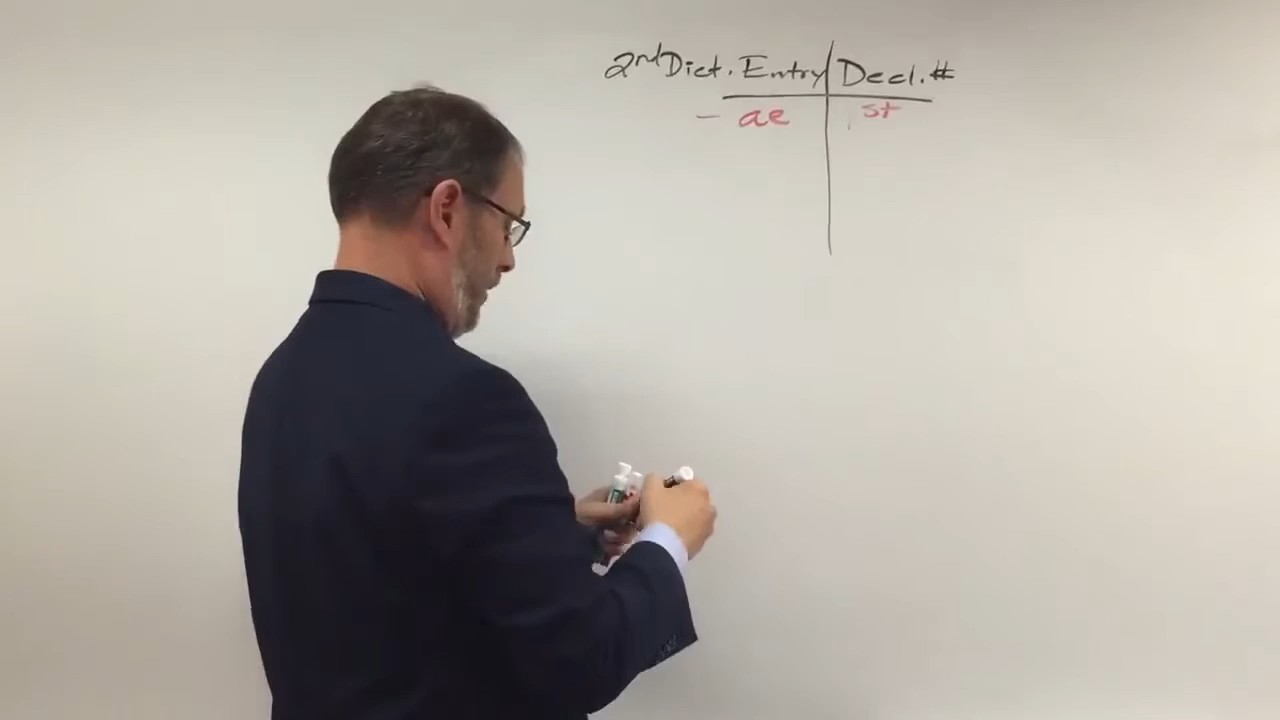 2nd Dict. Entry Decl. #
- ae 1st